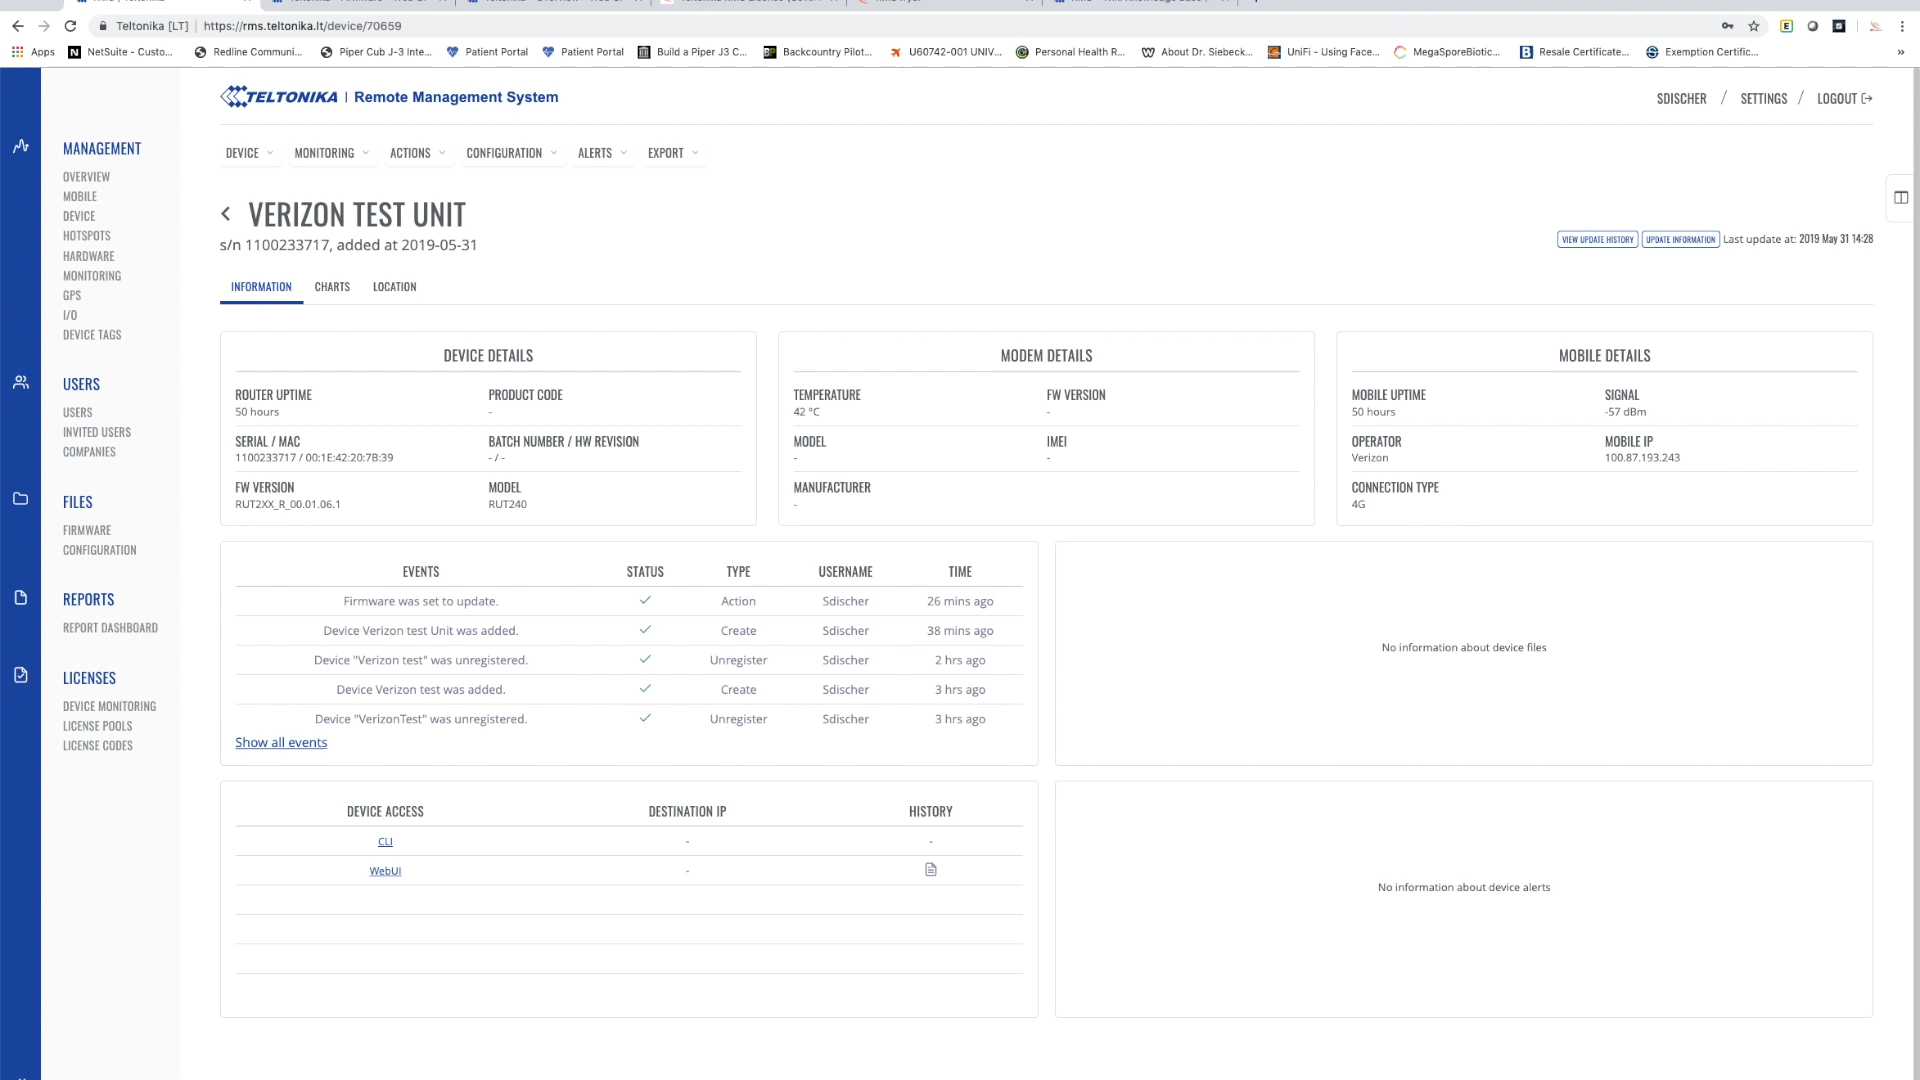 Teltonika [LT] https://rms.teltonika.lt/device/70659
Apps NetSuite - Custo... Redline Communi... Piper Cub J-3 Inte... Patient Portal Patient Portal Build a Piper J3 C... Backcountry Pilot... U60742-001 UNIV... Personal Health R... About Dr. Siebeck... UniFi - Using Face... MegaSporeBiotic... Resale Certificate... Exemption Certific... »
TELTONIKA | Remote Management System
SDISCHER / SETTINGS / LOGOUT
DEVICE MONITORING ACTIONS CONFIGURATION ALERTS EXPORT
MANAGEMENT
OVERVIEW
MOBILE
DEVICE
HOTSPOTS
HARDWARE
MONITORING
GPS
I/O
DEVICE TAGS
USERS
USERS
INVITED USERS
COMPANIES
FILES
FIRMWARE
CONFIGURATION
REPORTS
REPORT DASHBOARD
LICENSES
DEVICE MONITORING
LICENSE POOLS
LICENSE CODES
VERIZON TEST UNIT
s/n 1100233717, added at 2019-05-31
VIEW UPDATE HISTORY UPDATE INFORMATION Last update at: 2019 May 31 14:28
INFORMATION CHARTS LOCATION
DEVICE DETAILS
ROUTER UPTIME PRODUCT CODE
50 hours -
SERIAL / MAC BATCH NUMBER / HW REVISION
1100233717 / 00:1E:42:20:7B:39 - / -
FW VERSION MODEL
RUT2XX_R_00.01.06.1 RUT240
MODEM DETAILS
TEMPERATURE FW VERSION
42 °C -
MODEL IMEI
- -
MANUFACTURER
-
MOBILE DETAILS
MOBILE UPTIME SIGNAL
50 hours -57 dBm
OPERATOR MOBILE IP
Verizon 100.87.193.243
CONNECTION TYPE
4G
EVENTS STATUS TYPE USERNAME TIME
Firmware was set to update. Action Sdischer 26 mins ago
Device Verizon test Unit was added. Create Sdischer 38 mins ago
Device "Verizon test" was unregistered. Unregister Sdischer 2 hrs ago
Device Verizon test was added. Create Sdischer 3 hrs ago
Device "VerizonTest" was unregistered. Unregister Sdischer 3 hrs ago
Show all events
No information about device files
DEVICE ACCESS DESTINATION IP HISTORY
CLI - -
WebUI -
No information about device alerts